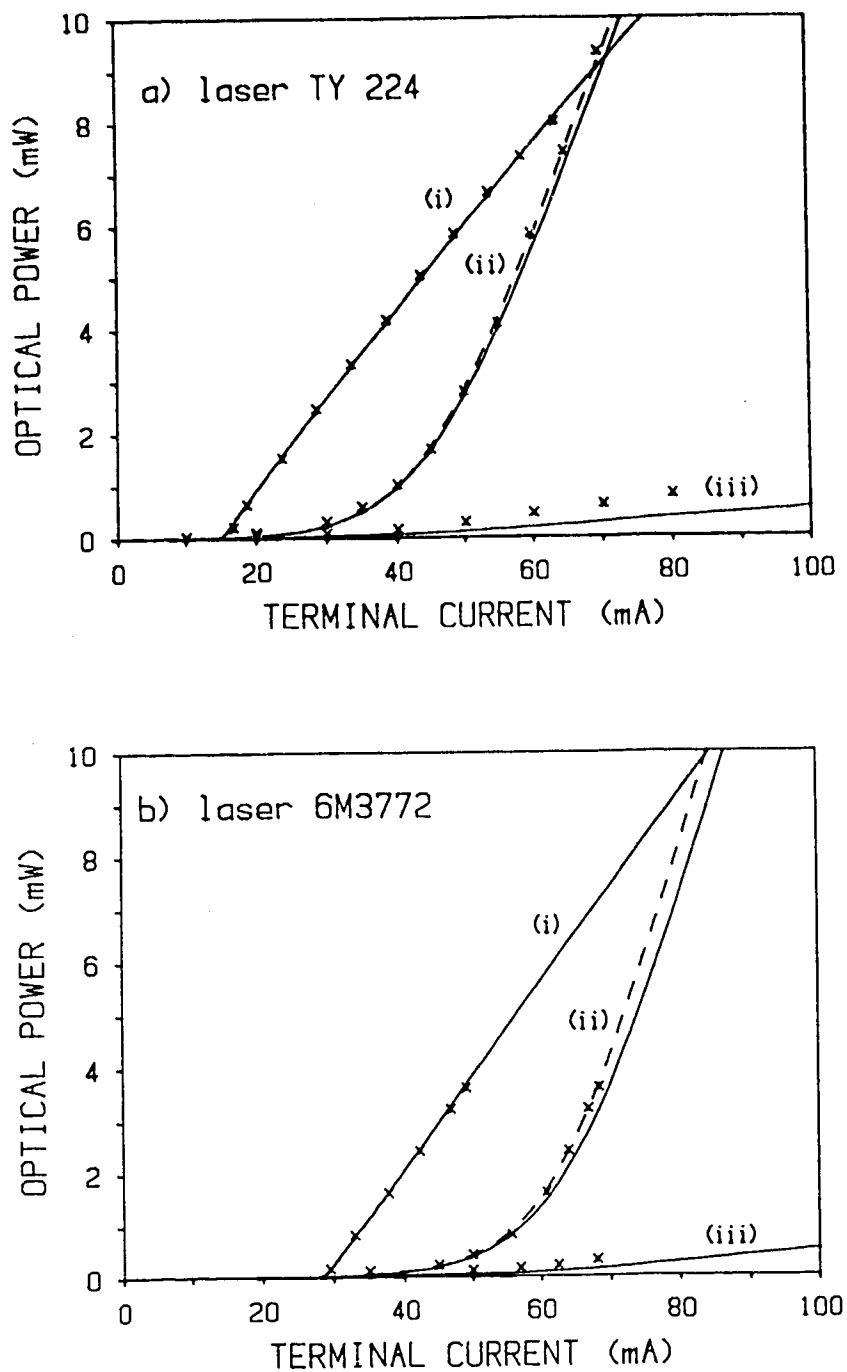 10
a) laser TY 224
8
(i)
6
(ii)
4
2
(iii)
0
0 20 40 60 80 100
OPTICAL POWER (mW)
TERMINAL CURRENT (mA)
10
b) laser 6M3772
8
(i)
6
(ii)
4
2
(iii)
0
0 20 40 60 80 100
OPTICAL POWER (mW)
TERMINAL CURRENT (mA)